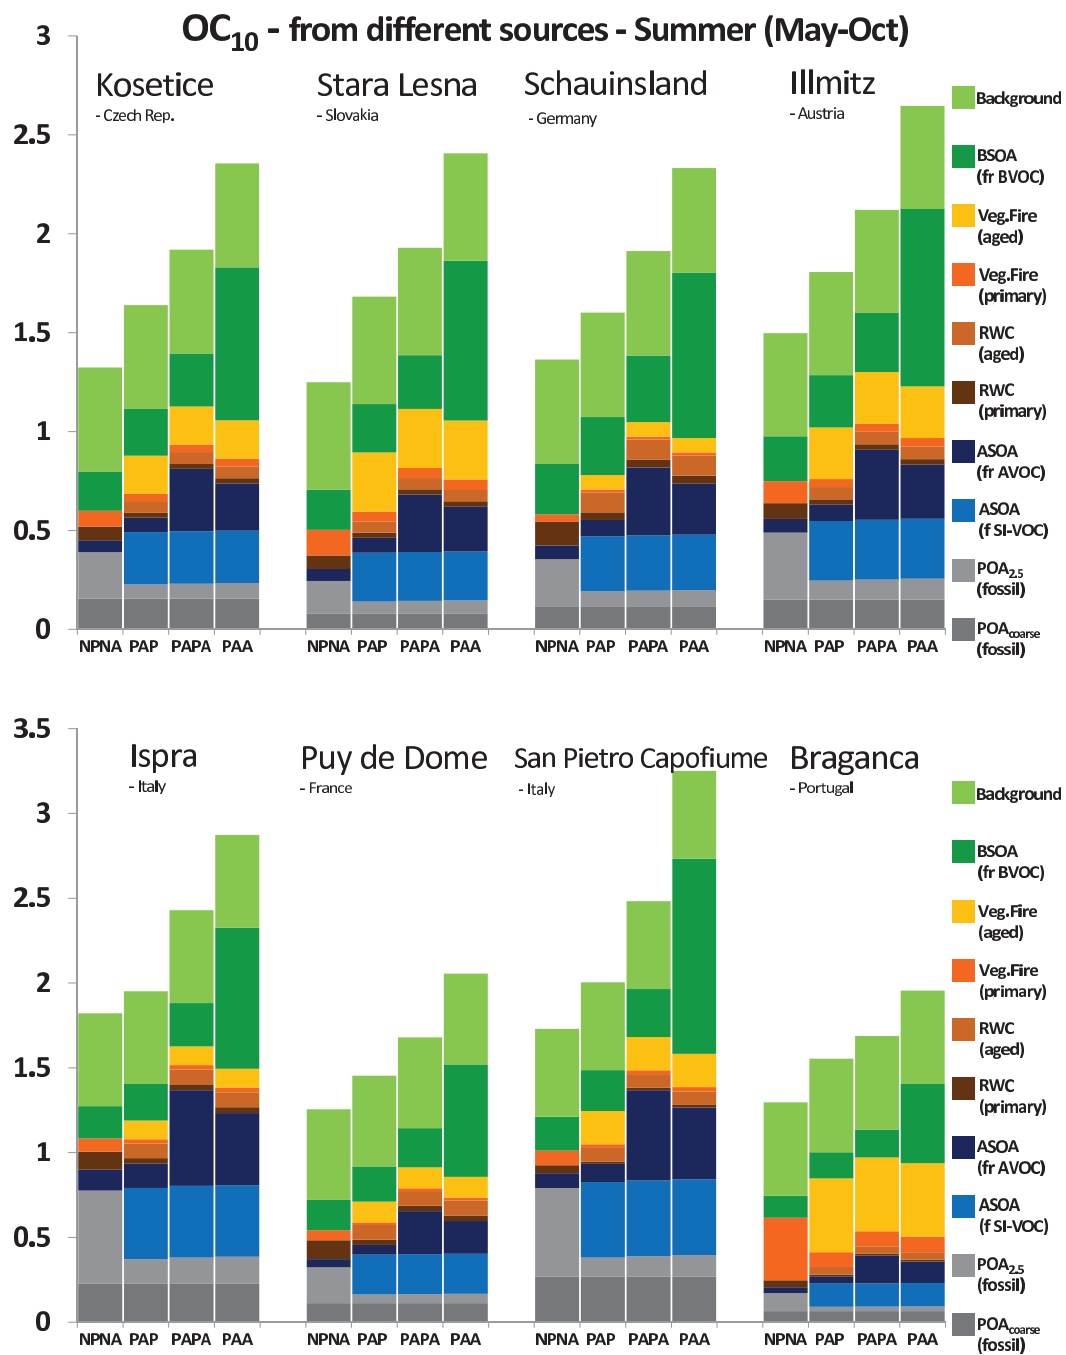 OC10 - from different sources - Summer (May-Oct)
3
2.5
2
1.5
1
0.5
0
Kosetice
- Czech Rep.
Stara Lesna
- Slovakia
Schauinsland
- Germany
Illmitz
- Austria
NPNA PAP PAPA PAA
NPNA PAP PAPA PAA
NPNA PAP PAPA PAA
NPNA PAP PAPA PAA
Background
BSOA
(fr BVOC)
Veg.Fire
(aged)
Veg.Fire
(primary)
RWC
(aged)
RWC
(primary)
ASOA
(fr AVOC)
ASOA
(f SI-VOC)
POA2.5
(fossil)
POAcoarse
(fossil)
3.5
3
2.5
2
1.5
1
0.5
0
Ispra
- Italy
Puy de Dome
- France
San Pietro Capofiume
- Italy
Braganca
- Portugal
NPNA PAP PAPA PAA
NPNA PAP PAPA PAA
NPNA PAP PAPA PAA
NPNA PAP PAPA PAA
Background
BSOA
(fr BVOC)
Veg.Fire
(aged)
Veg.Fire
(primary)
RWC
(aged)
RWC
(primary)
ASOA
(fr AVOC)
ASOA
(f SI-VOC)
POA2.5
(fossil)
POAcoarse
(fossil)